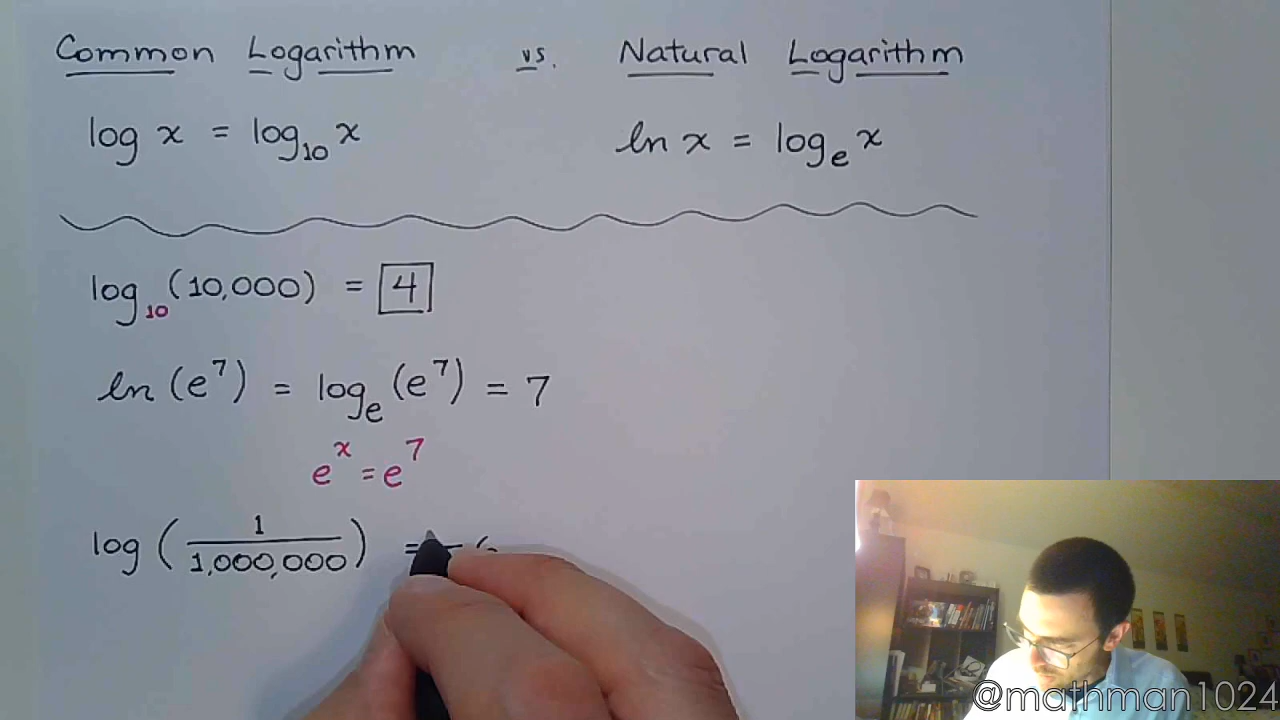 Common Logarithm vs. Natural Logarithm
log x = log₁₀ x ln x = logₑ x
log₁₀ (10,000) = 4
ln (e⁷) = logₑ (e⁷) = 7
eˣ = e⁷
log (1/1,000,000) = –
@mathman1024